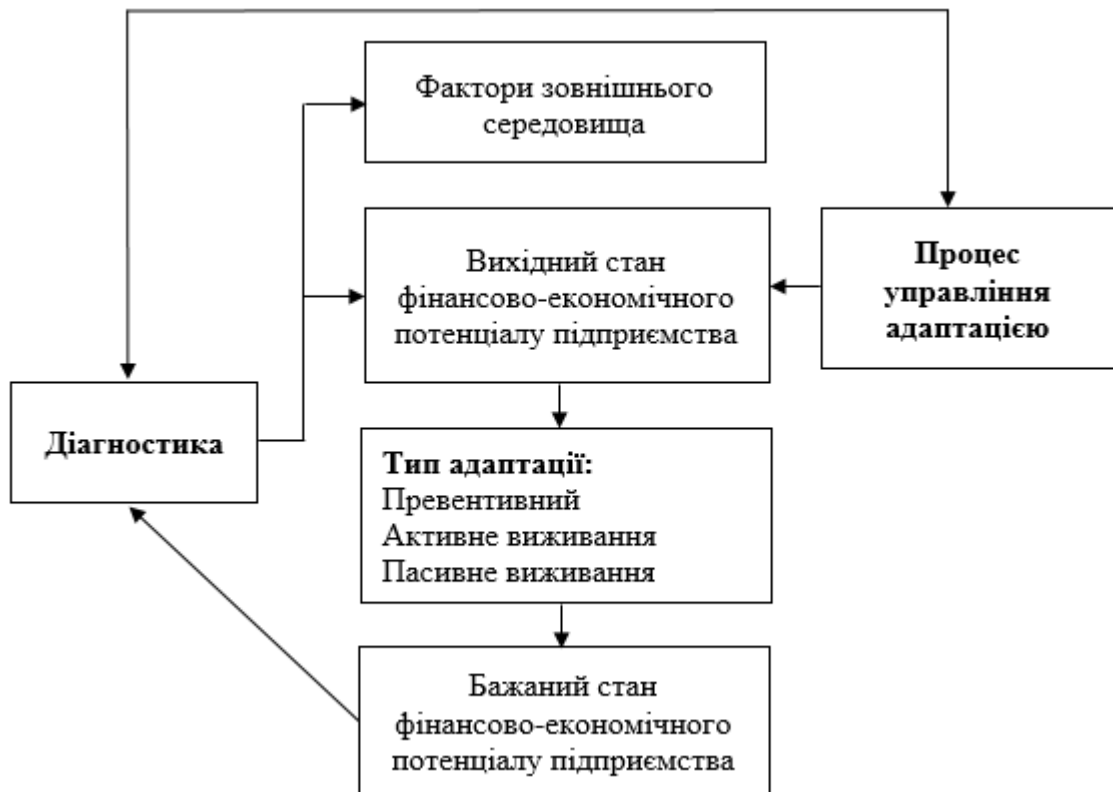 Фактори зовнішнього
середовища
Вихідний стан
фінансово-економічного
потенціалу підприємства
Процес
управління
адаптацією
Діагностика
Тип адаптації:
Превентивний
Активне виживання
Пасивне виживання
Бажаний стан
фінансово-економічного
потенціалу підприємства